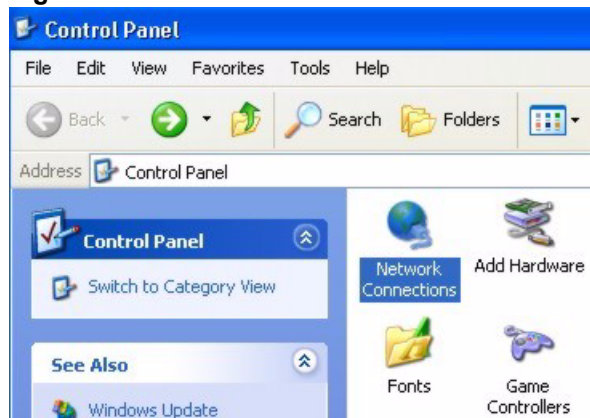 Control Panel
File Edit View Favorites Tools Help
Back Search Folders
Address Control Panel
Control Panel
Switch to Category View
See Also
Windows Update
Network Connections
Add Hardware
Fonts
Game Controllers